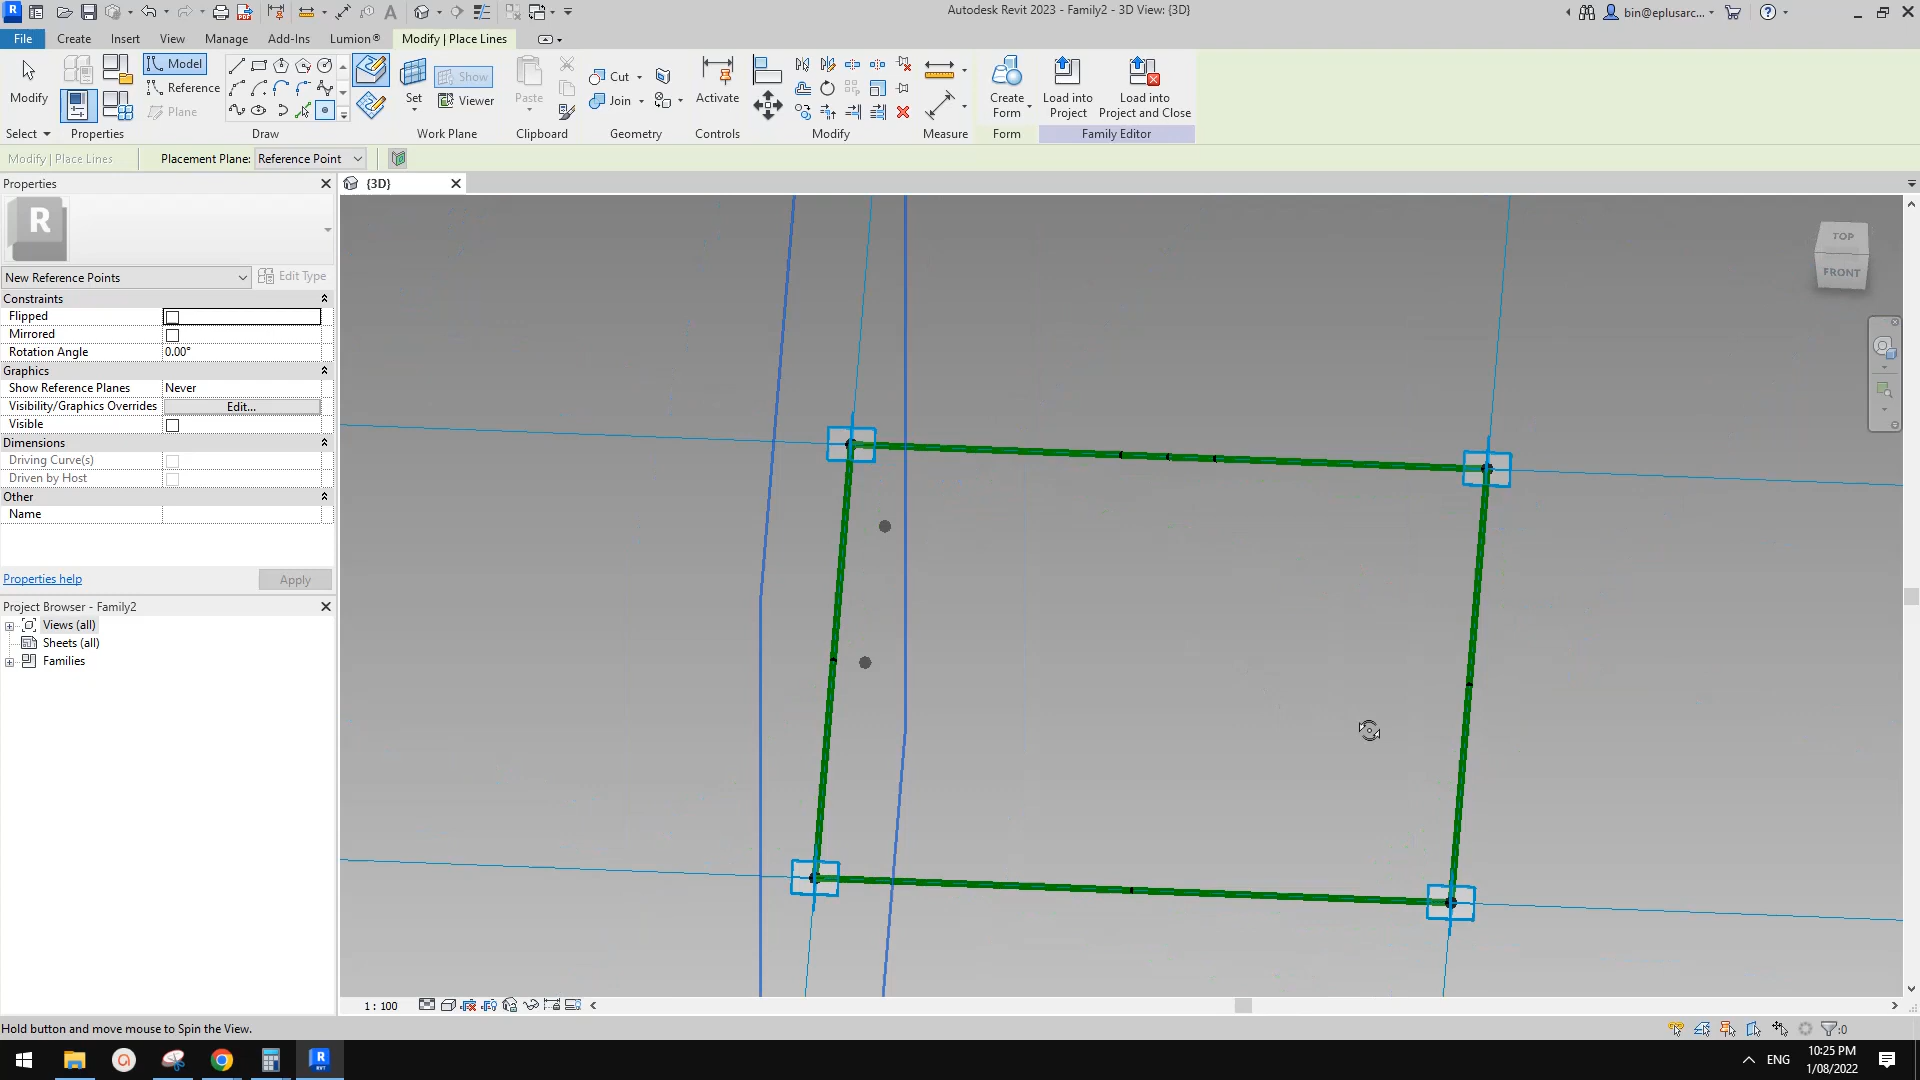 Autodesk Revit 2023 - Family2 - 3D View: {3D}
bin@eplusarc...
File Create Insert View Manage Add-Ins Lumion® Modify | Place Lines
Modify
Model
Reference
Plane
Set
Show
Viewer
Paste
Cut
Join
Activate
Create Form
Load into Project
Load into Project and Close
Select Properties Draw Work Plane Clipboard Geometry Controls Modify Measure Form Family Editor
Modify | Place Lines Placement Plane: Reference Point
Properties
{3D}
R
New Reference Points Edit Type
Constraints
Flipped
Mirrored
Rotation Angle 0.00°
Graphics
Show Reference Planes Never
Visibility/Graphics Overrides Edit...
Visible
Dimensions
Driving Curve(s)
Driven by Host
Other
Name
Properties help Apply
Project Browser - Family2
Views (all)
Sheets (all)
Families
TOP
FRONT
1 : 100
Hold button and move mouse to Spin the View.
:0
ENG
10:25 PM
1/08/2022